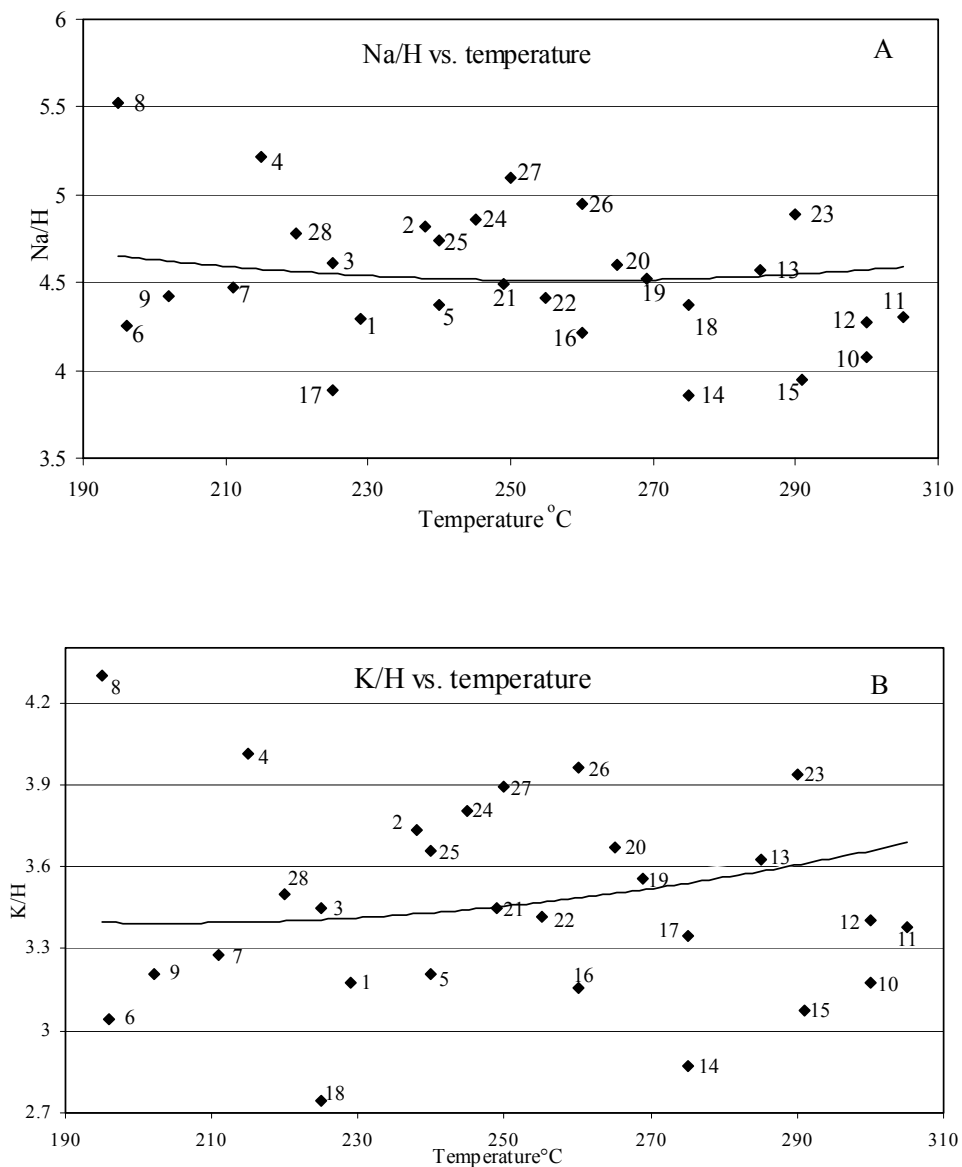 6
Na/H vs. temperature A
5.5 8
4 27
5 26 23
28 2 24
25
3 20 13
4.5 19
9 7 21 22 18 11
6 1 5 16 12
10
4 17 14 15
3.5
190 210 230 250 270 290 310
Na/H
Temperature °C
K/H vs. temperature B
8
4.2
4 26 23
3.9 27
24
2
25 20 13
3.6 19
28 3 21 22 17 12 11
3.3 7
9 1 5 16 10
6 15
3
14
18
2.7
190 210 230 250 270 290 310
K/H
Temperature°C